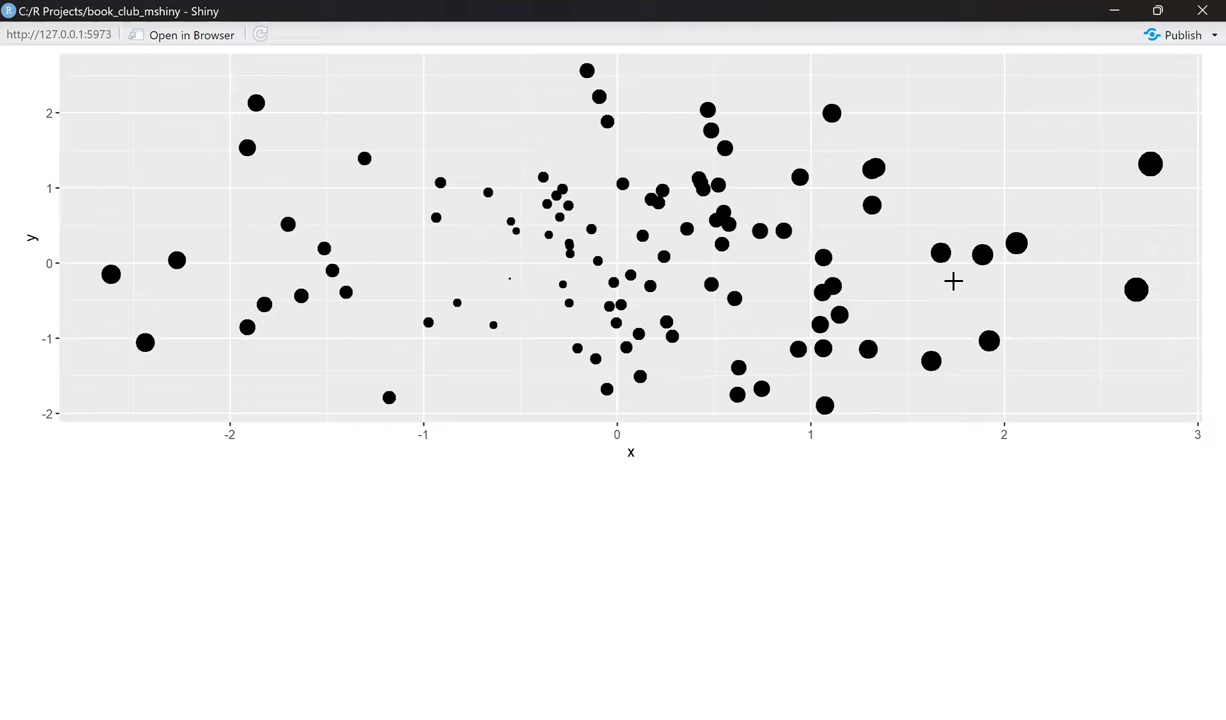 C:/R Projects/book_club_mshiny - Shiny
http://127.0.0.1:5973 Open in Browser Publish
y
2
1
0
-1
-2
-2 -1 0 1 2 3
x